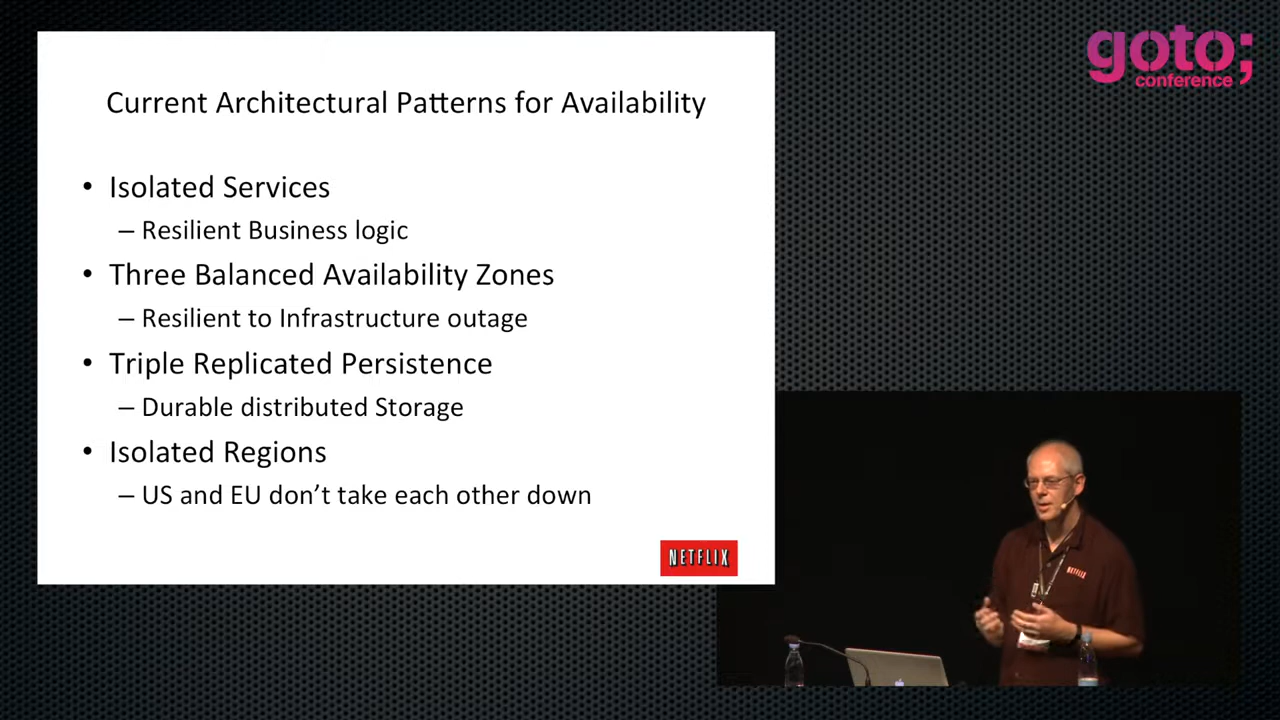 goto;
conference
Current Architectural Patterns for Availability
• Isolated Services
– Resilient Business logic
• Three Balanced Availability Zones
– Resilient to Infrastructure outage
• Triple Replicated Persistence
– Durable distributed Storage
• Isolated Regions
– US and EU don’t take each other down
NETFLIX
NETFLIX